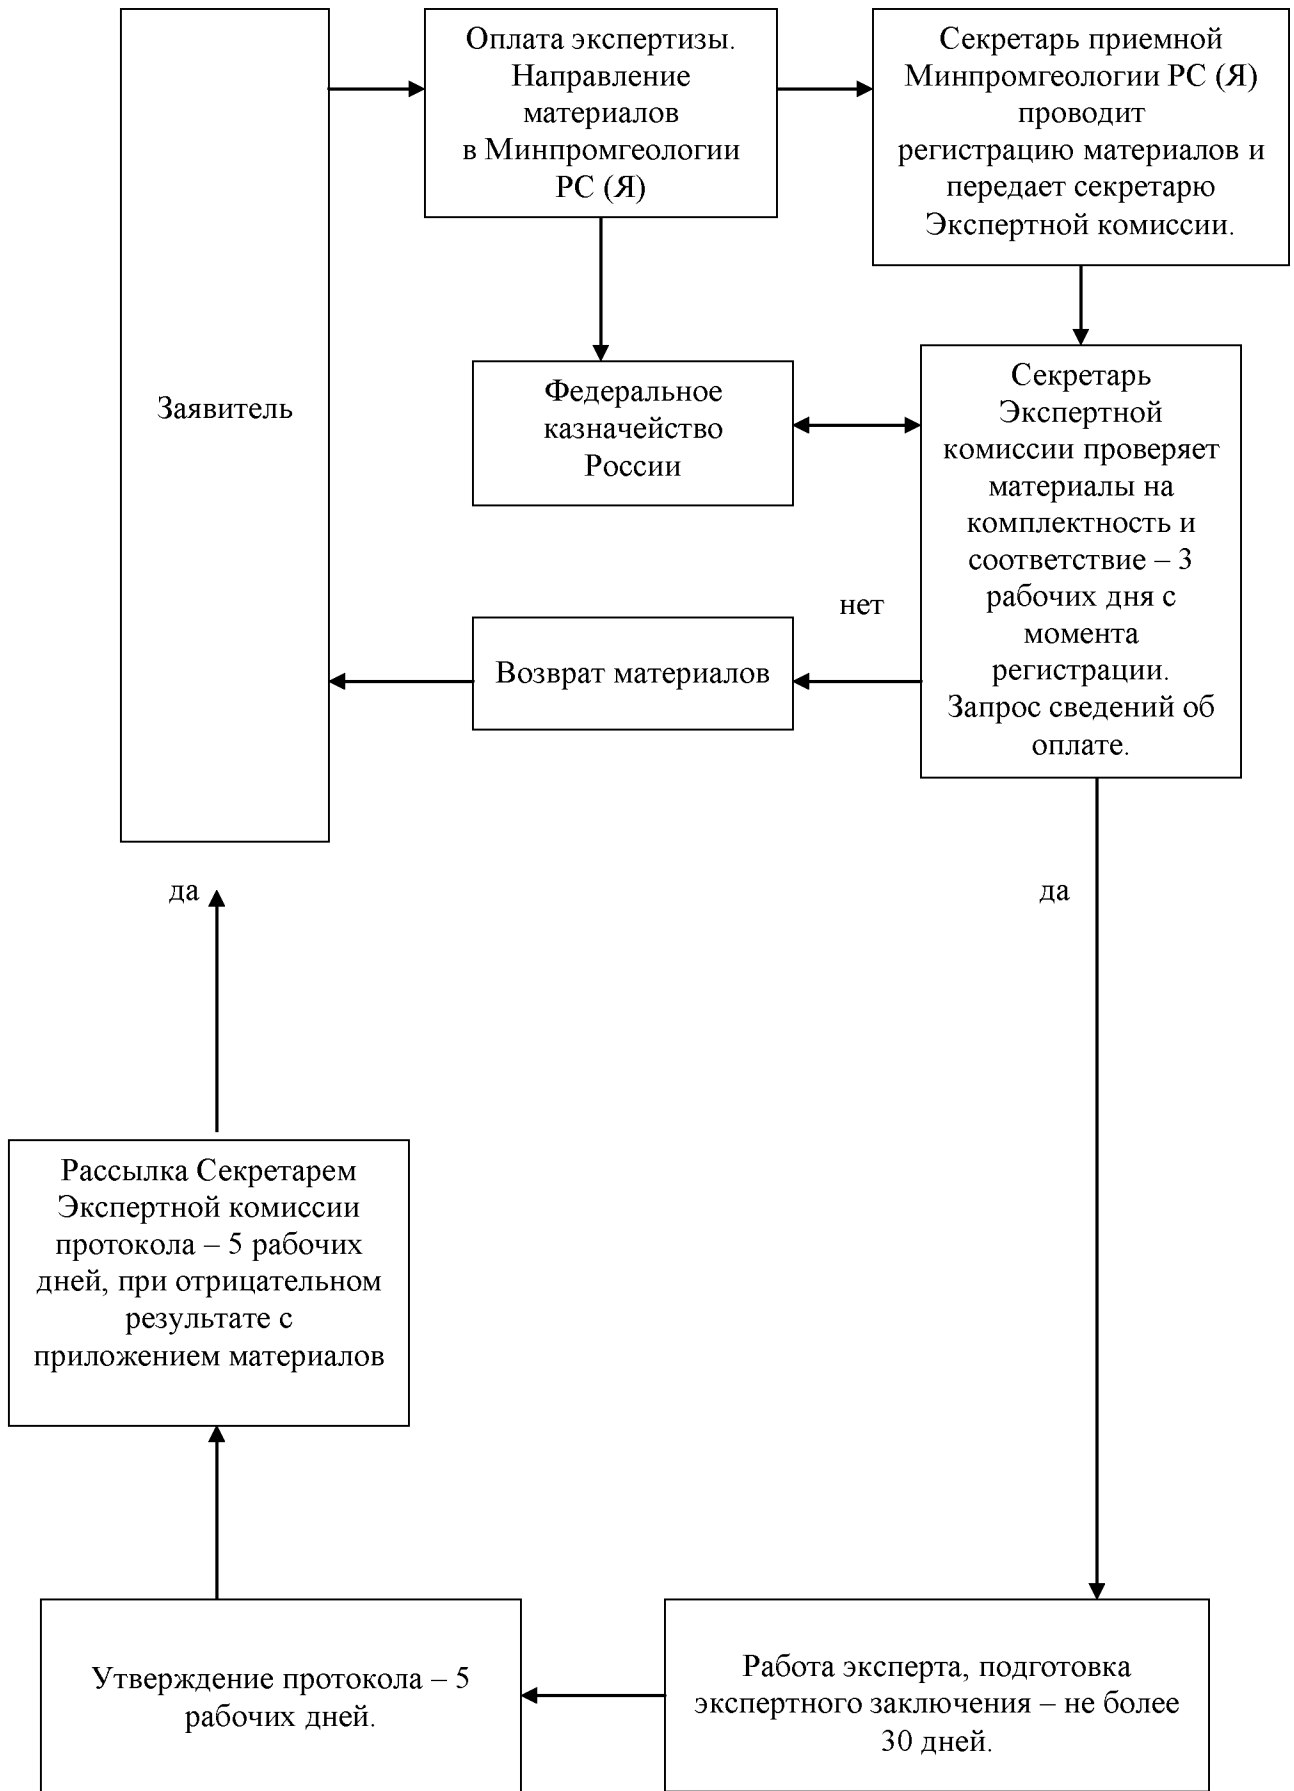 Заявитель
Оплата экспертизы.
Направление
материалов
в Минпромгеологии
РС (Я)
Секретарь приемной
Минпромгеологии РС (Я)
проводит
регистрацию материалов и
передает секретарю
Экспертной комиссии.
Федеральное
казначейство
России
Секретарь
Экспертной
комиссии проверяет
материалы на
комплектность и
соответствие – 3
рабочих дня с
момента
регистрации.
Запрос сведений об
оплате.
нет
Возврат материалов
да
да
Рассылка Секретарем
Экспертной комиссии
протокола – 5 рабочих
дней, при отрицательном
результате с
приложением материалов
Утверждение протокола – 5
рабочих дней.
Работа эксперта, подготовка
экспертного заключения – не более
30 дней.